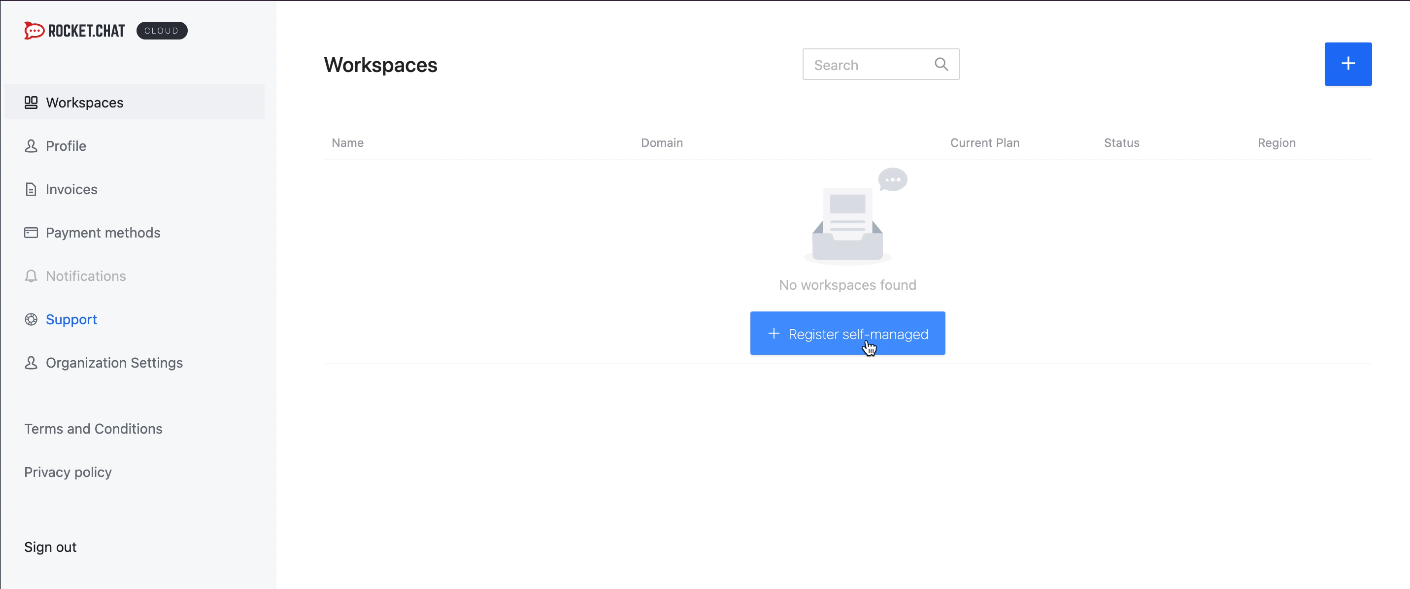 ROCKET.CHAT CLOUD
Workspaces
Profile
Invoices
Payment methods
Notifications
Support
Organization Settings
Terms and Conditions
Privacy policy
Sign out
Workspaces
Search
+
Name Domain Current Plan Status Region
No workspaces found
+ Register self-managed